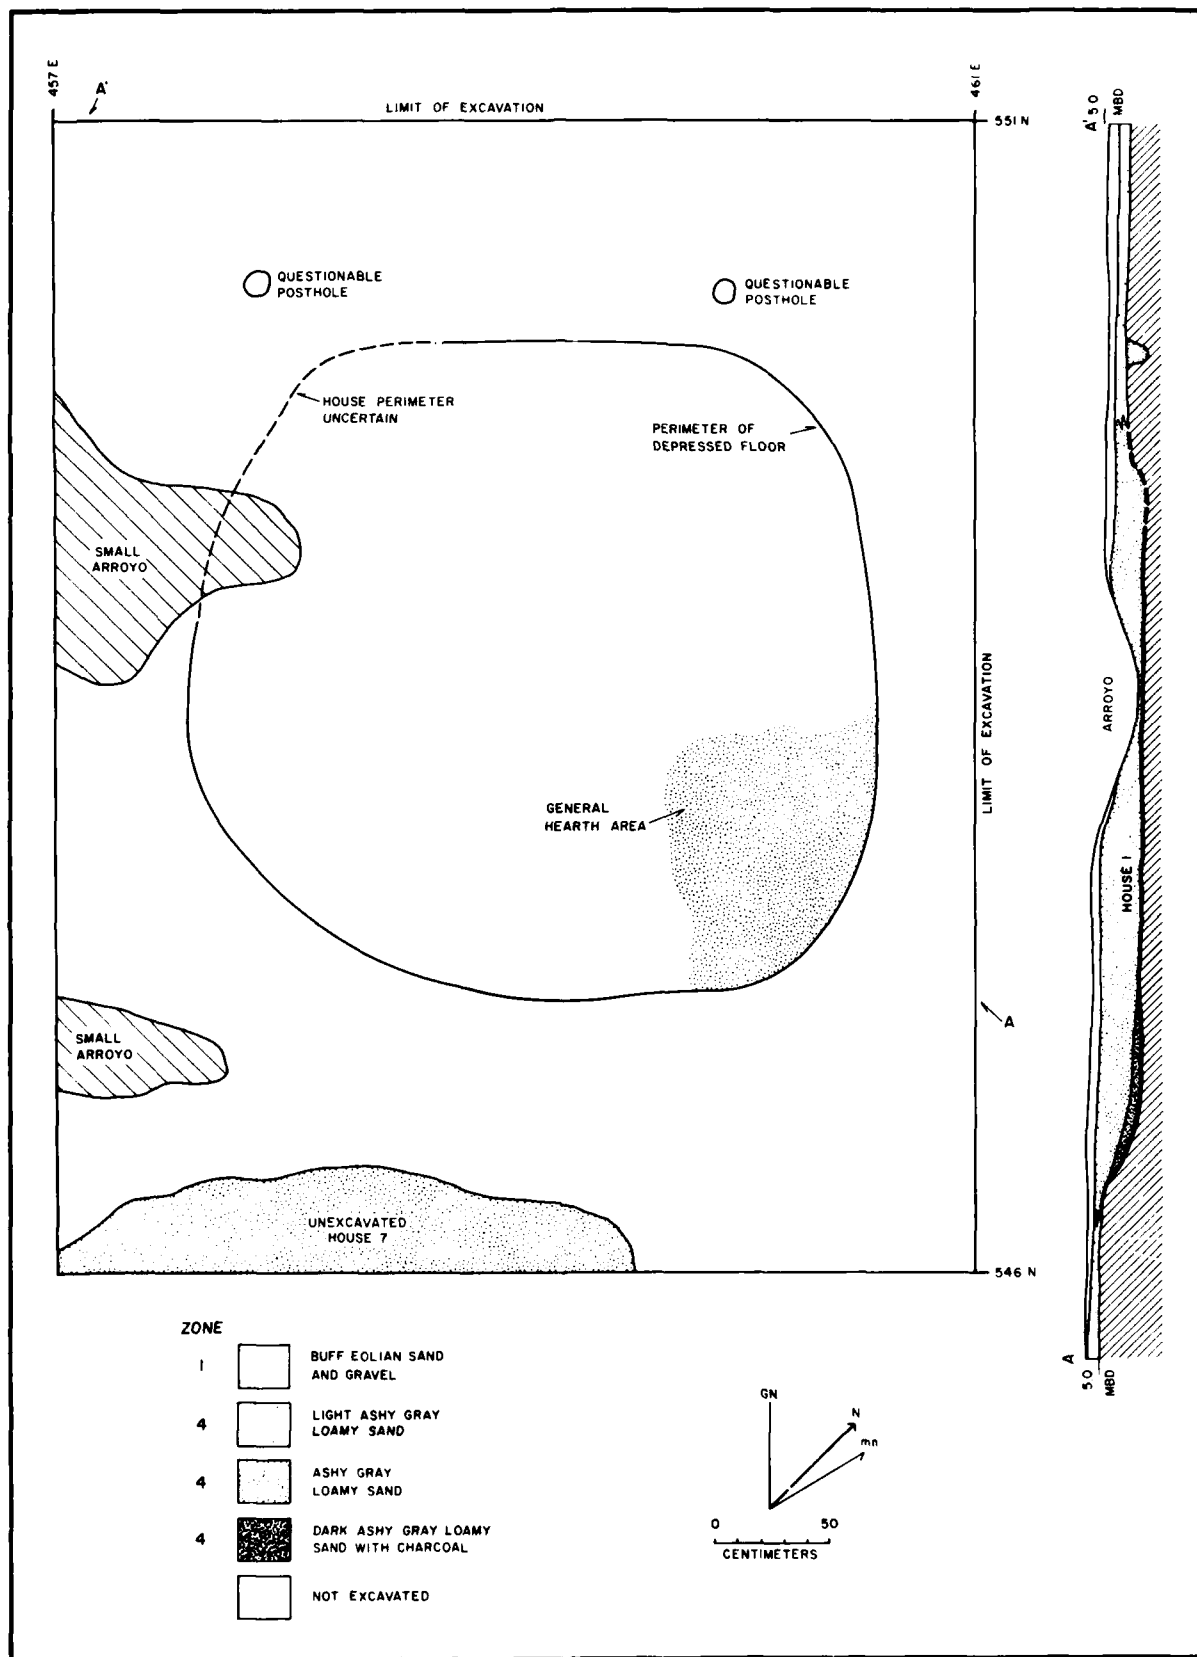 457 E
A'
LIMIT OF EXCAVATION
461 E
551 N
A'
5.0
MBD
QUESTIONABLE
POSTHOLE
QUESTIONABLE
POSTHOLE
HOUSE PERIMETER
UNCERTAIN
PERIMETER OF
DEPRESSED FLOOR
SMALL
ARROYO
ARROYO
LIMIT OF EXCAVATION
GENERAL
HEARTH AREA
HOUSE 1
A
SMALL
ARROYO
UNEXCAVATED
HOUSE 7
546 N
A
5.0
MBD
ZONE
1
BUFF EOLIAN SAND
AND GRAVEL
4
LIGHT ASHY GRAY
LOAMY SAND
4
ASHY GRAY
LOAMY SAND
4
DARK ASHY GRAY LOAMY
SAND WITH CHARCOAL
NOT EXCAVATED
GN
N
mn
0 50
CENTIMETERS